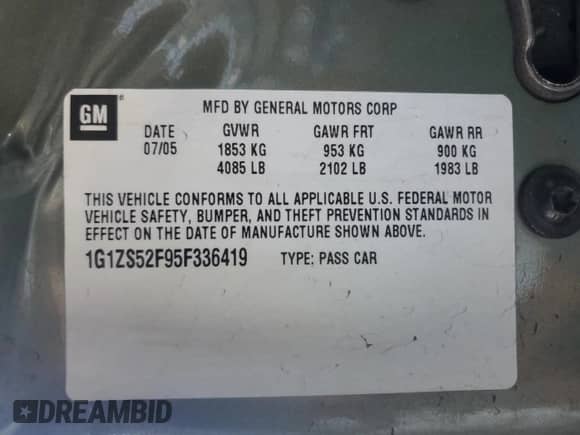 GM ®
MFD BY GENERAL MOTORS CORP
DATE GVWR GAWR FRT GAWR RR
07/05 1853 KG 953 KG 900 KG
4085 LB 2102 LB 1983 LB
THIS VEHICLE CONFORMS TO ALL APPLICABLE U.S. FEDERAL MOTOR
VEHICLE SAFETY, BUMPER, AND THEFT PREVENTION STANDARDS IN
EFFECT ON THE DATE OF MANUFACTURE SHOWN ABOVE.
1G1ZS52F95F336419 TYPE: PASS CAR
DREAMBID